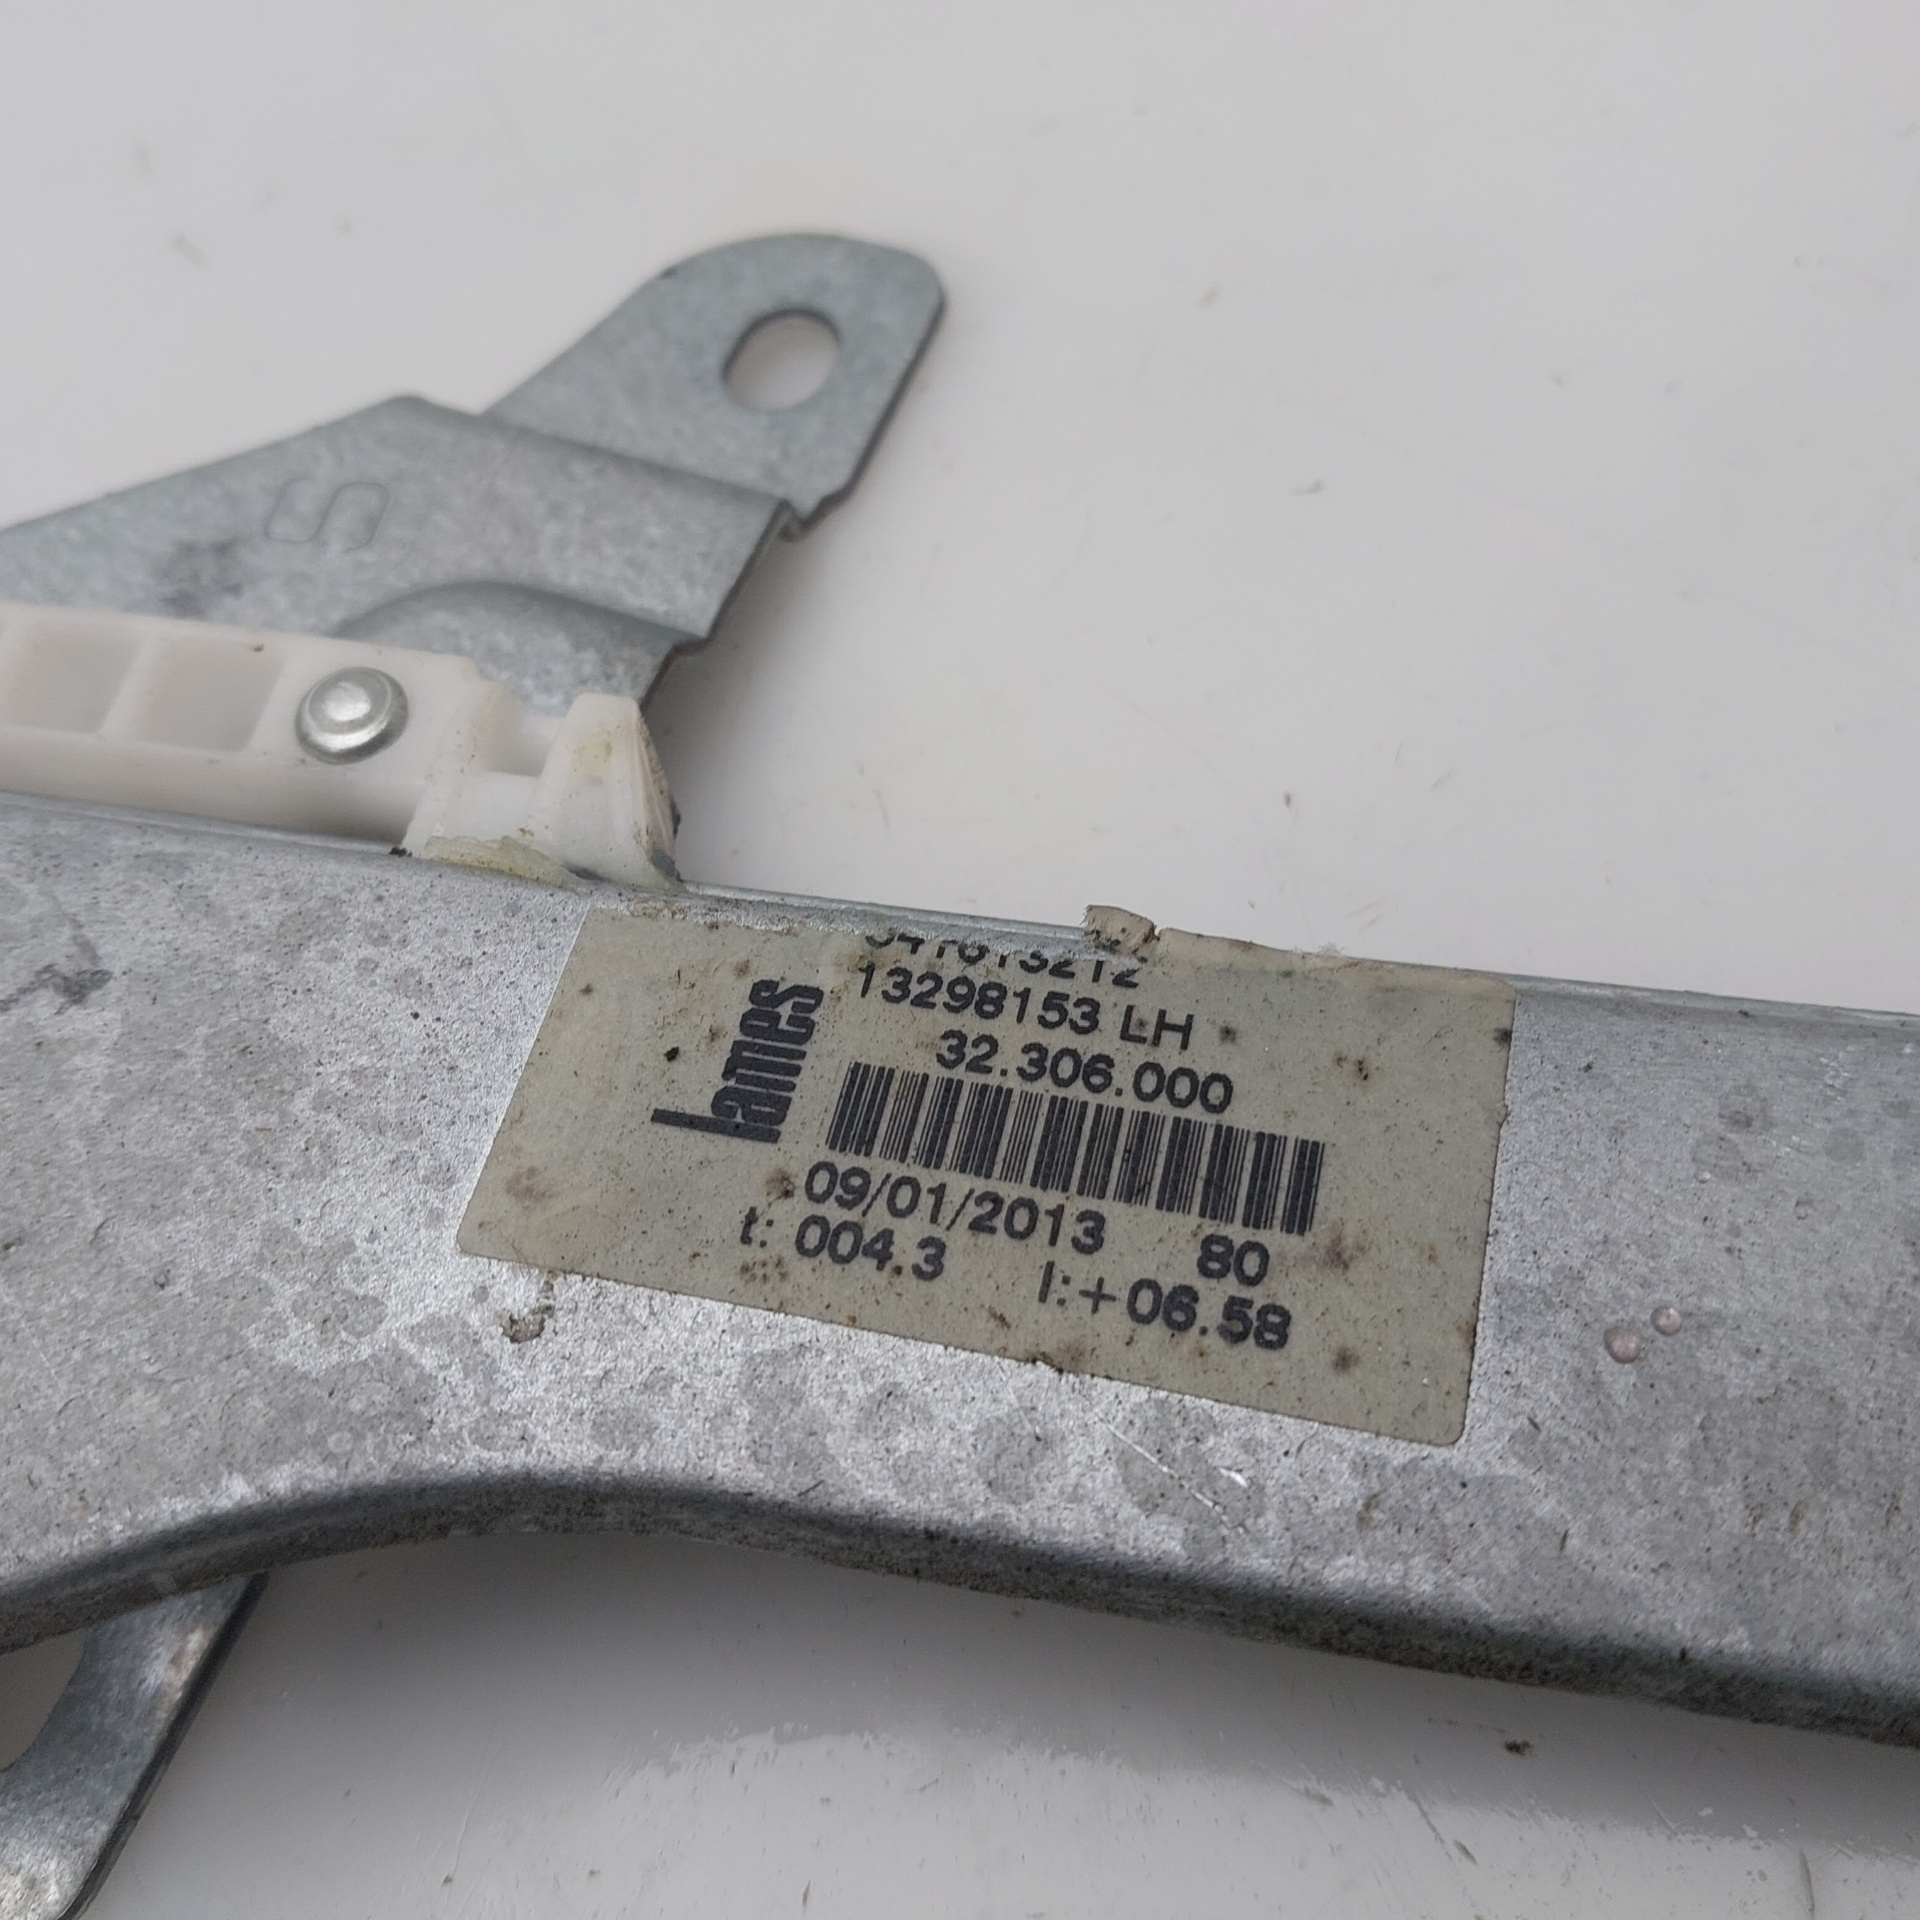 S
Lames
13298153 LH
32.306.000
09/01/2013 80
t: 004.3 l:+06.58